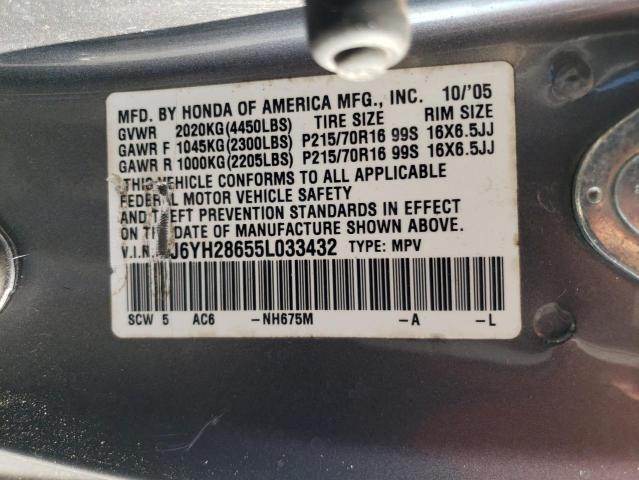 MFD. BY HONDA OF AMERICA MFG., INC. 10/'05
GVWR 2020KG(4450LBS) TIRE SIZE RIM SIZE
GAWR F 1045KG(2300LBS) P215/70R16 99S 16X6.5JJ
GAWR R 1000KG(2205LBS) P215/70R16 99S 16X6.5JJ
THIS VEHICLE CONFORMS TO ALL APPLICABLE
FEDERAL MOTOR VEHICLE SAFETY
AND THEFT PREVENTION STANDARDS IN EFFECT
ON THE DATE OF MANUFACTURE SHOWN ABOVE.
V.I.N. J6YH28655L033432 TYPE: MPV
SCW 5 AC6 -NH675M -A -L